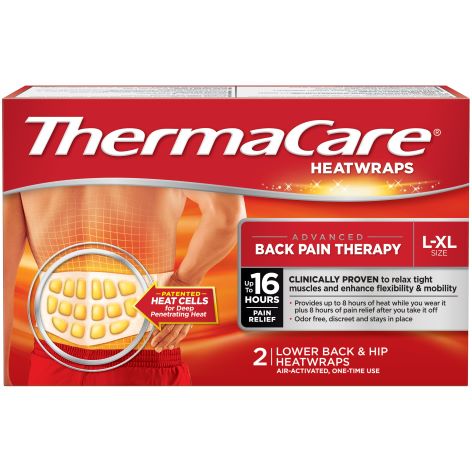 ThermaCare®
HEATWRAPS
ADVANCED
BACK PAIN THERAPY
L-XL
SIZE
Up To
16
HOURS
PAIN
RELIEF
CLINICALLY PROVEN to relax tight
muscles and enhance flexibility & mobility
• Provides up to 8 hours of heat while you wear it
plus 8 hours of pain relief after you take it off
• Odor free, discreet and stays in place
PATENTED
HEAT CELLS
for Deep
Penetrating Heat
2 LOWER BACK & HIP
HEATWRAPS
AIR-ACTIVATED, ONE-TIME USE